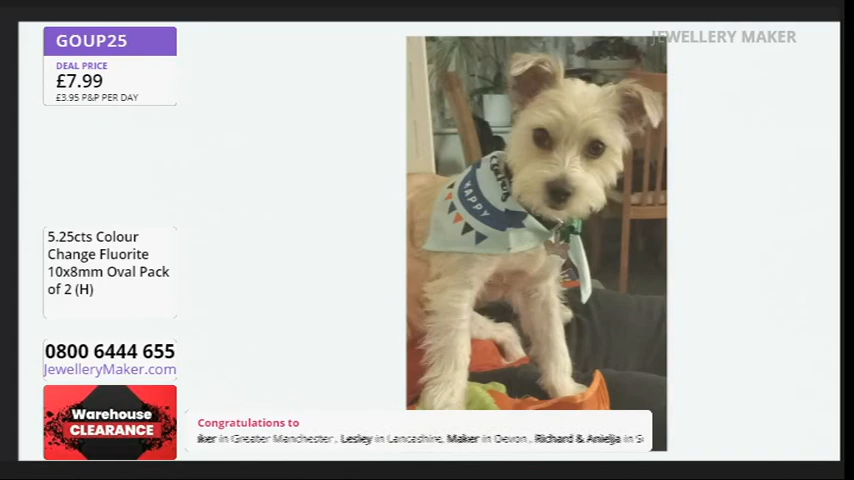 GOUP25
JEWELLERY MAKER
DEAL PRICE
£7.99
£3.95 P&P PER DAY
HAPPY
5.25cts Colour
Change Fluorite
10x8mm Oval Pack
of 2 (H)
0800 6444 655
JewelleryMaker.com
Warehouse
CLEARANCE
Congratulations to
in Greater Manchester, Lesley in Lancashire, Maker in Devon, Richard & in